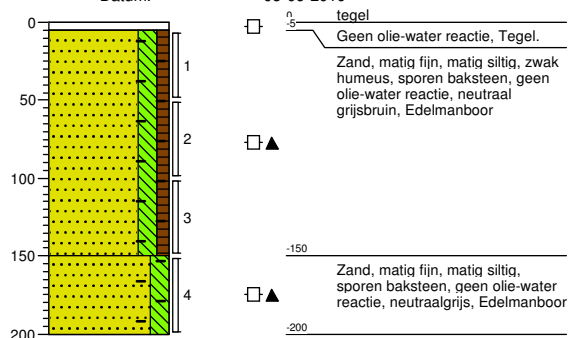 0
50
100
150
200
1
2
3
4
0
-5
tegel
Geen olie-water reactie, Tegel.
Zand, matig fijn, matig siltig, zwak
humeus, sporen baksteen, geen
olie-water reactie, neutraal
grijsbruin, Edelmanboor
-150
Zand, matig fijn, matig siltig,
sporen baksteen, geen olie-water
reactie, neutraalgrijs, Edelmanboor
-200